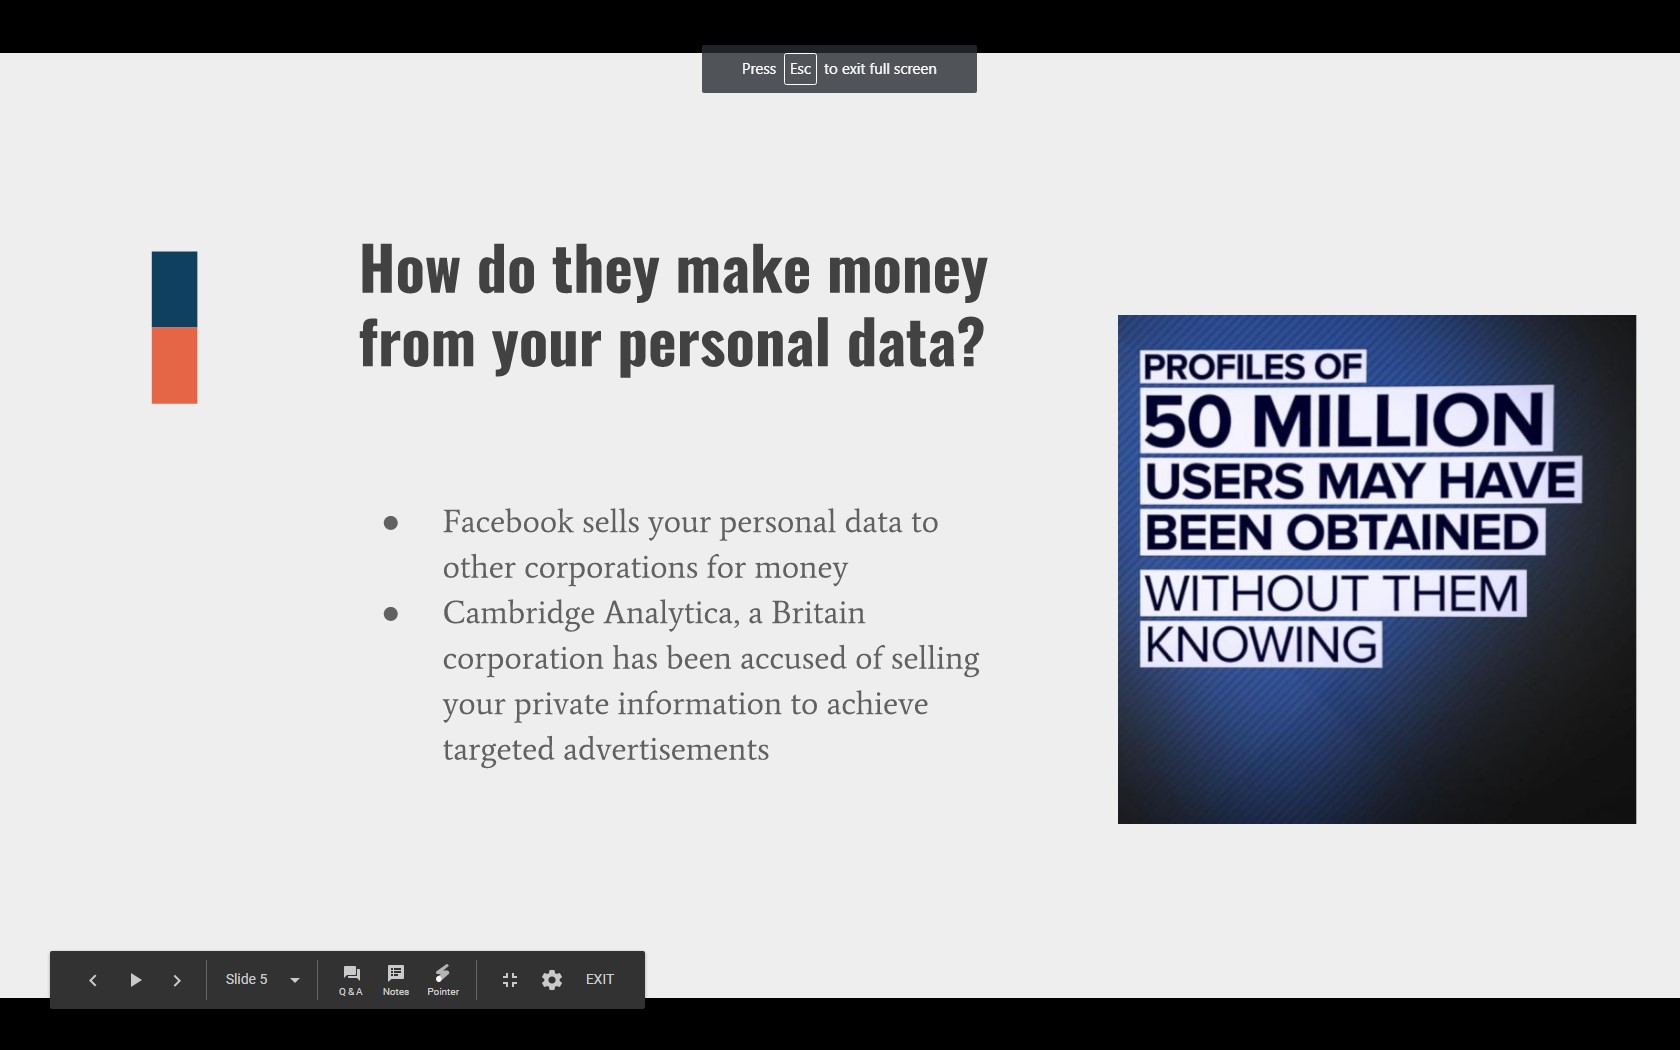 Press Esc to exit full screen
How do they make money
from your personal data?
● Facebook sells your personal data to
other corporations for money
● Cambridge Analytica, a Britain
corporation has been accused of selling
your private information to achieve
targeted advertisements
PROFILES OF
50 MILLION
USERS MAY HAVE
BEEN OBTAINED
WITHOUT THEM
KNOWING
Slide 5
Q & A
Notes
Pointer
EXIT